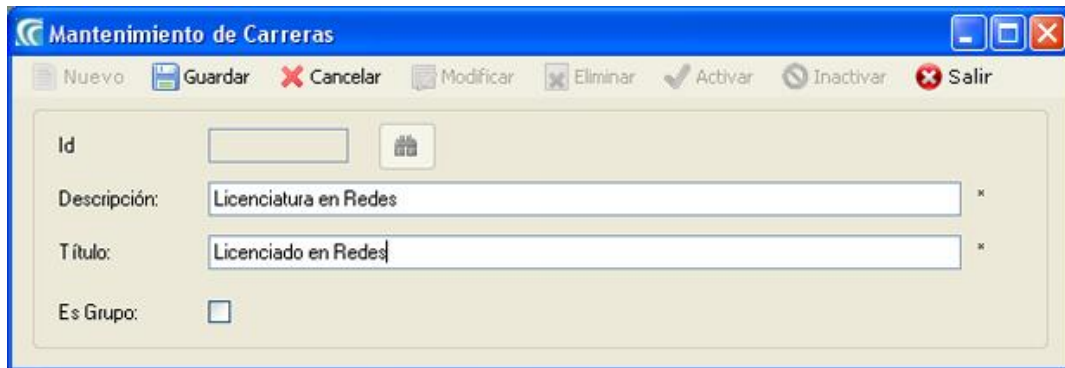 Mantenimiento de Carreras
Nuevo Guardar Cancelar Modificar Eliminar Activar Inactivar Salir
Id
Descripción: Licenciatura en Redes *
Título: Licenciado en Redes *
Es Grupo: